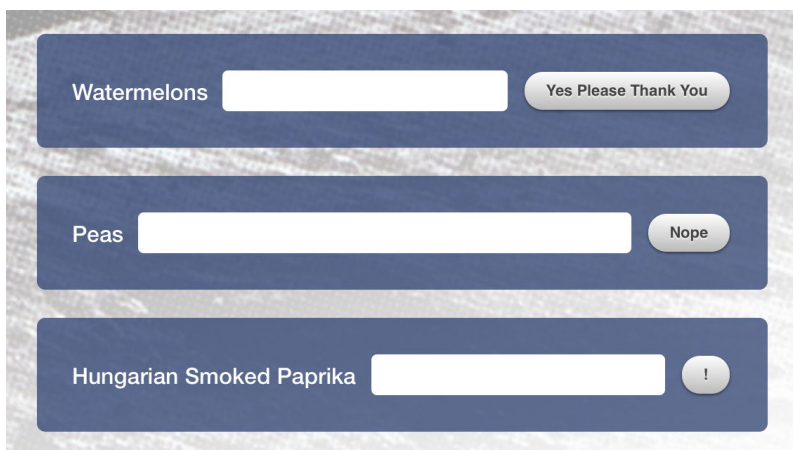 Watermelons Yes Please Thank You
Peas Nope
Hungarian Smoked Paprika !